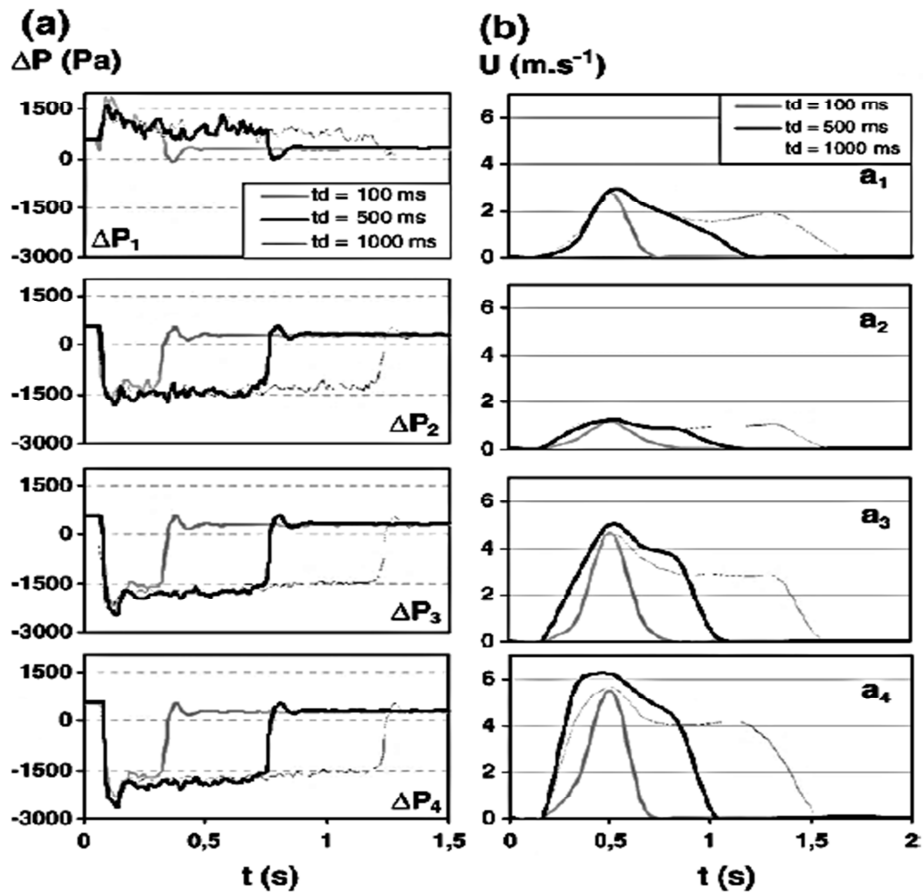 (a)
ΔP (Pa)
1500
0
-1500
-3000
td = 100 ms
td = 500 ms
td = 1000 ms
ΔP₁
1500
0
-1500
-3000
ΔP₂
1500
0
-1500
-3000
ΔP₃
1500
0
-1500
-3000
ΔP₄
0
0,5
1
1,5
t (s)
(b)
U (m.s⁻¹)
6
4
2
0
td = 100 ms
td = 500 ms
td = 1000 ms
a₁
6
4
2
0
a₂
6
4
2
0
a₃
6
4
2
0
a₄
0
0,5
1
1,5
2
t (s)